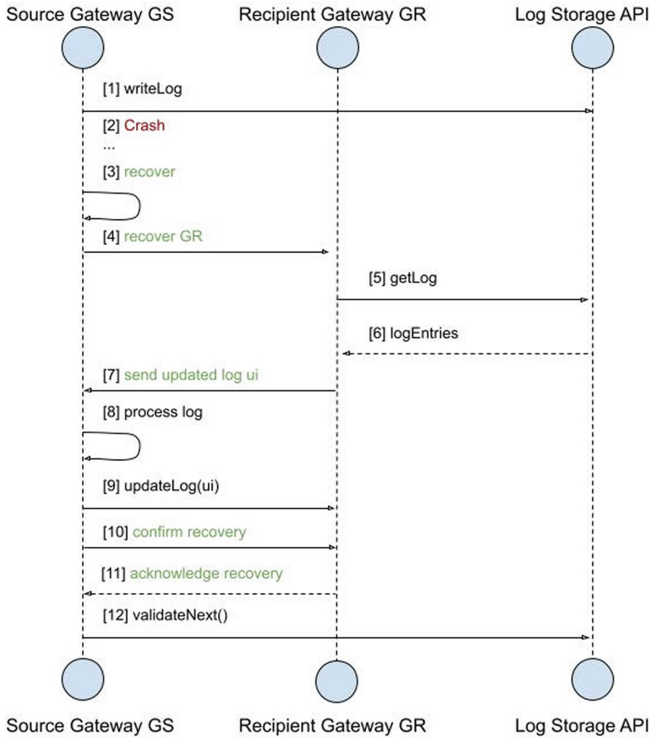 Source Gateway GS Recipient Gateway GR Log Storage API
[1] writeLog
[2] Crash
...
[3] recover
[4] recover GR
[5] getLog
[6] logEntries
[7] send updated log ui
[8] process log
[9] updateLog(ui)
[10] confirm recovery
[11] acknowledge recovery
[12] validateNext()
Source Gateway GS Recipient Gateway GR Log Storage API